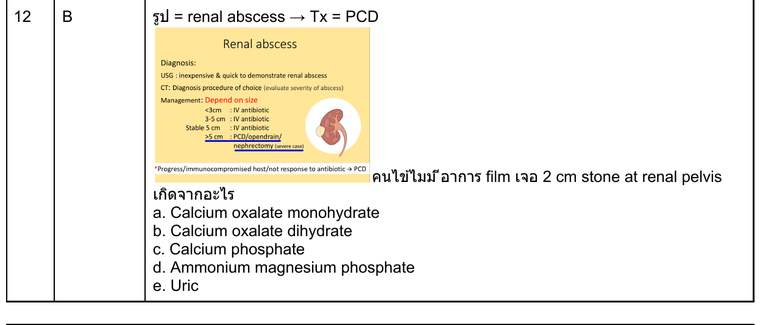 12
B
รูป = renal abscess → Tx = PCD
Renal abscess
Diagnosis:
USG : inexpensive & quick to demonstrate renal abscess
CT: Diagnosis procedure of choice (evaluate severity of abscess)
Management: Depend on size
<3cm : IV antibiotic
3-5 cm : IV antibiotic
Stable 5 cm : IV antibiotic
>5 cm : PCD/opendrain/
nephrectomy (severe case)
*Progress/immunocompromised host/not response to antibiotic → PCD
คนไข้ไม่มีอาการ film เจอ 2 cm stone at renal pelvis
เกิดจากอะไร
a. Calcium oxalate monohydrate
b. Calcium oxalate dihydrate
c. Calcium phosphate
d. Ammonium magnesium phosphate
e. Uric